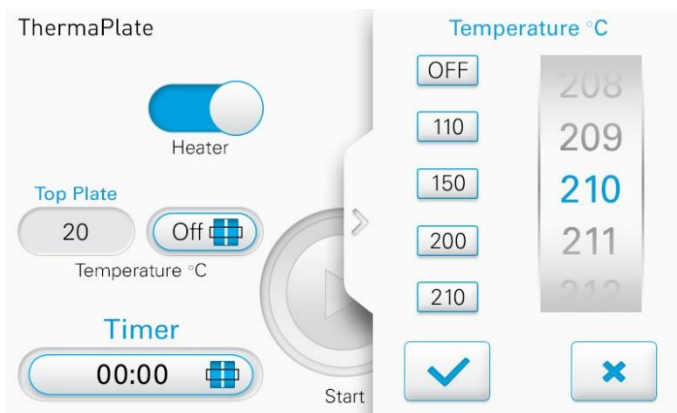 ThermaPlate
Heater
Top Plate
20
Off
Temperature °C
Timer
00:00
Start
Temperature °C
OFF
110
150
200
210
208
209
210
211
212